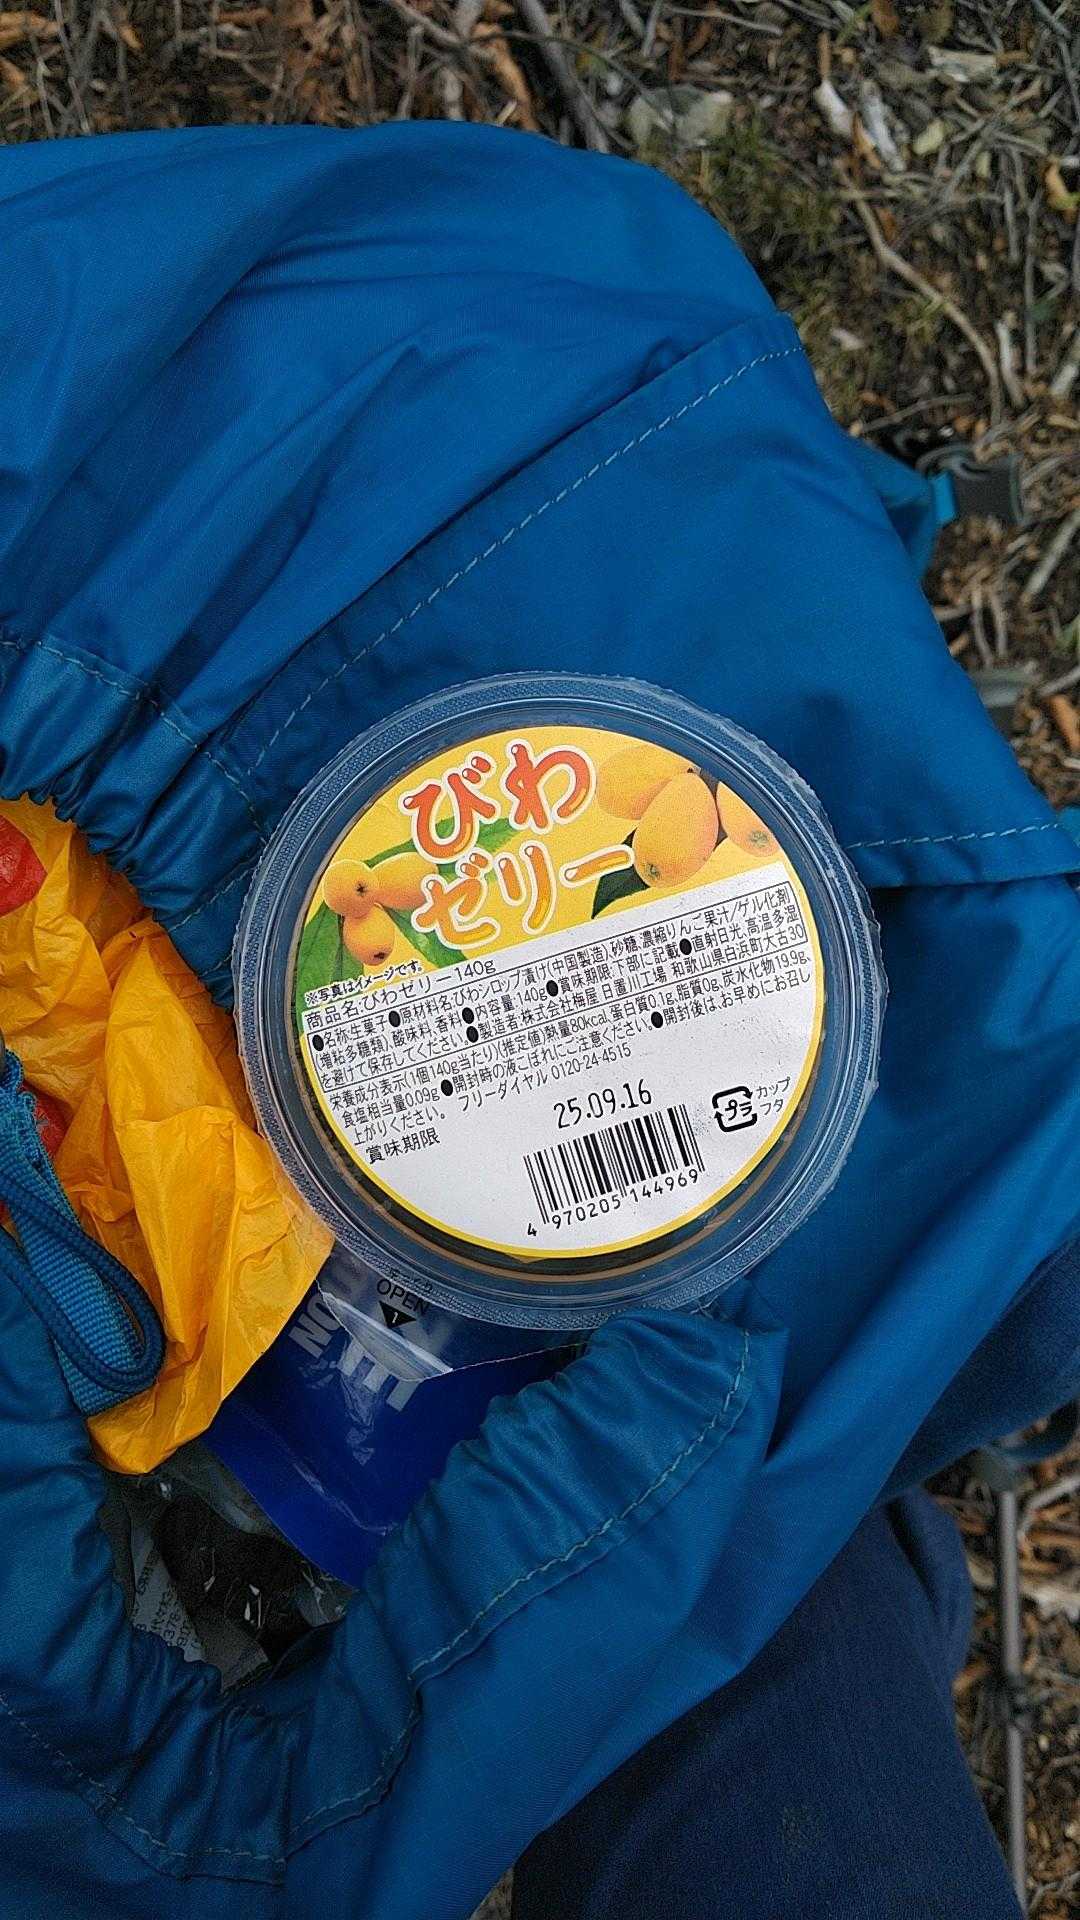 びわ
ゼリー
※写真はイメージです。
商品名:びわゼリー140g
●名称:生菓子●原材料名:びわシロップ漬け(中国製造)、砂糖、濃縮りんご果汁/ゲル化剤
(増粘多糖類)、酸味料、香料●内容量:140g●賞味期限:下部に記載●直射日光、高温多湿
を避けて保存してください。●製造者:株式会社梅屋 日置川工場 和歌山県白浜町大古30
栄養成分表示(1個140g当たり)(推定値)熱量80kcal、蛋白質0.1g、脂質0g、炭水化物19.9g、
食塩相当量0.09g●開封時の液こぼれにご注意ください。●開封後は、お早めにお召し
上がりください。 フリーダイヤル 0120-24-4515
賞味期限
25.09.16
プラ
カップ
フタ
4 970205 144969
OPEN